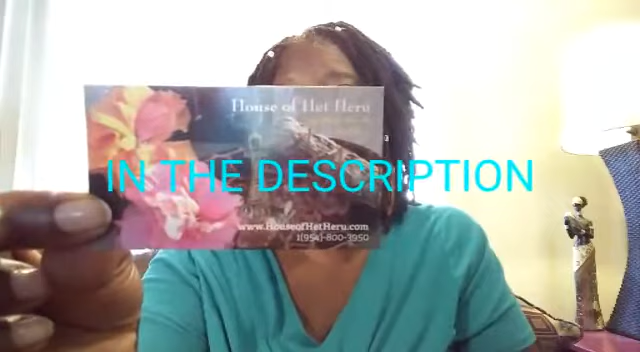 House of Het Heru
IN THE DESCRIPTION
www.HouseofHetHeru.com
1(954)-800-3950